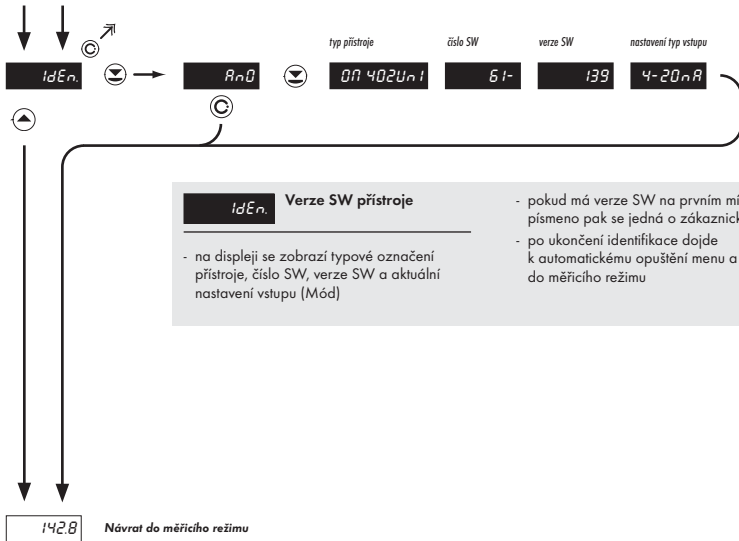 typ přístroje
číslo SW
verze SW
nastavení typ vstupu
IdEn.
AnO
OM 402UnI
61-
139
4-20nA
IdEn.
Verze SW přístroje
- na displeji se zobrazí typové označení
přístroje, číslo SW, verze SW a aktuální
nastavení vstupu (Mód)
- pokud má verze SW na prvním
písmeno pak se jedná o
- po ukončení identifikace dojde
k automatickému opuštění menu a
do měřicího režimu
142.8
Návrat do měřicího režimu